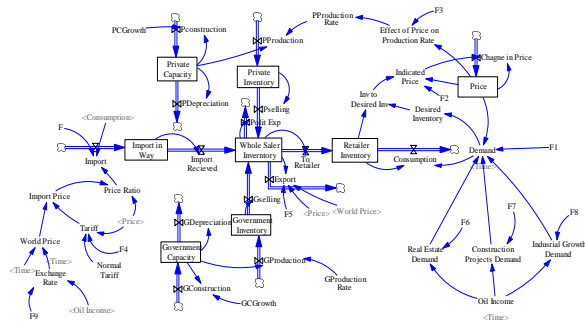 F3
PCGrowth
Pconstruction
PProduction
Rate
Effect of Price on
Production Rate
PProduction
Chagne in Price
Private
Capacity
Private
Inventory
Indicated
Price
Price
Inv to
Desired Inv
F2
PDepreciation
Pselling
Desired
Inventory
<Consumption>
Polit Exp
F
Import in
Way
Whole Saler
Inventory
Retailer
Inventory
Demand
F1
Import
Import
Recieved
To
Retailer
Consumption
<Time>
Export
Import Price
Price Ratio
Gselling
F5
<Price>
<World Price>
<Price>
Tariff
GDepreciation
Government
Inventory
F6
F7
F8
World Price
F4
Government
Capacity
Real Estate
Demand
Construction
Projects Demand
Indusrial Growth
Demand
<Time>
<Time>
Normal
Tariff
GProduction
Exchange
Rate
GConstruction
GProduction
Rate
F9
<Oil Income>
GCGrowth
Oil Income
<Time>